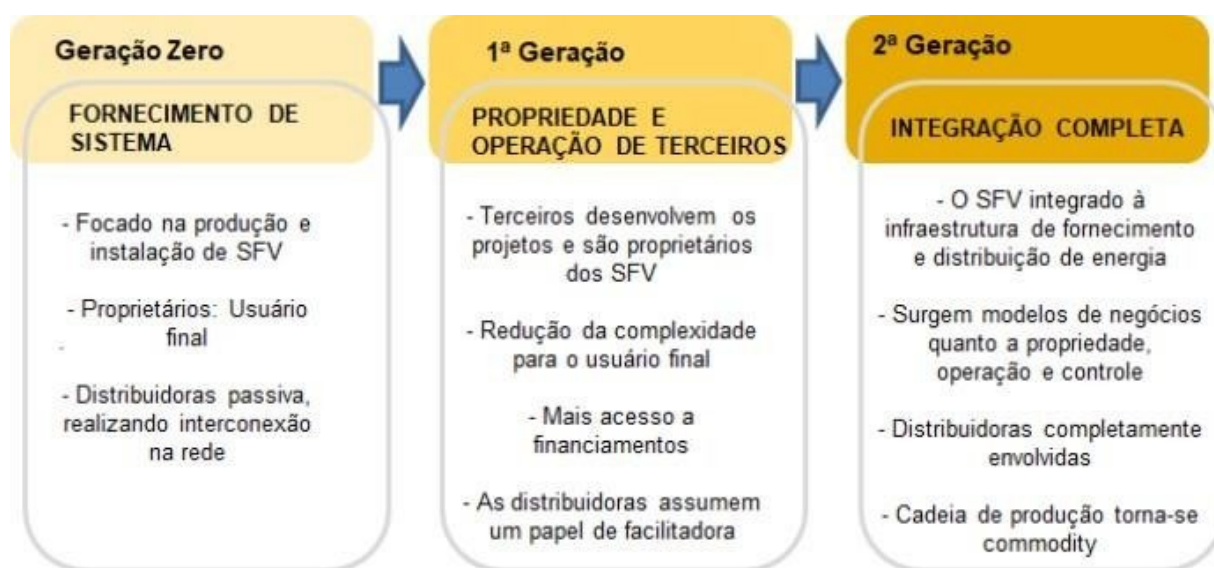 Geração Zero
FORNECIMENTO DE
SISTEMA
- Focado na produção e
instalação de SFV
- Proprietários: Usuário
final
- Distribuidoras passiva,
realizando interconexão
na rede
1ª Geração
PROPRIEDADE E
OPERAÇÃO DE TERCEIROS
- Terceiros desenvolvem os
projetos e são proprietários
dos SFV
- Redução da complexidade
para o usuário final
- Mais acesso a
financiamentos
- As distribuidoras assumem
um papel de facilitadora
2ª Geração
INTEGRAÇÃO COMPLETA
- O SFV integrado à
infraestrutura de fornecimento
e distribuição de energia
- Surgem modelos de negócios
quanto a propriedade,
operação e controle
- Distribuidoras completamente
envolvidas
- Cadeia de produção torna-se
commodity